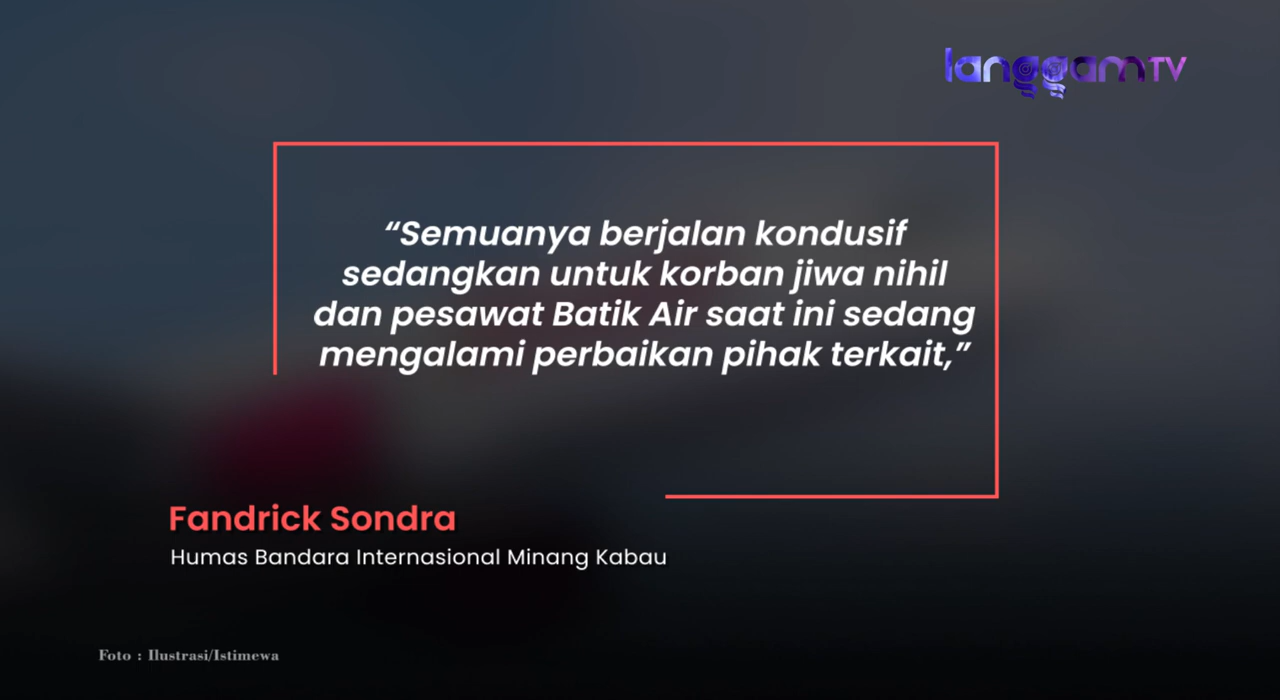 langgam TV
“Semuanya berjalan kondusif
sedangkan untuk korban jiwa nihil
dan pesawat Batik Air saat ini sedang
mengalami perbaikan pihak terkait,”
Fandrick Sondra
Humas Bandara Internasional Minang Kabau
Foto : Ilustrasi/Istimewa